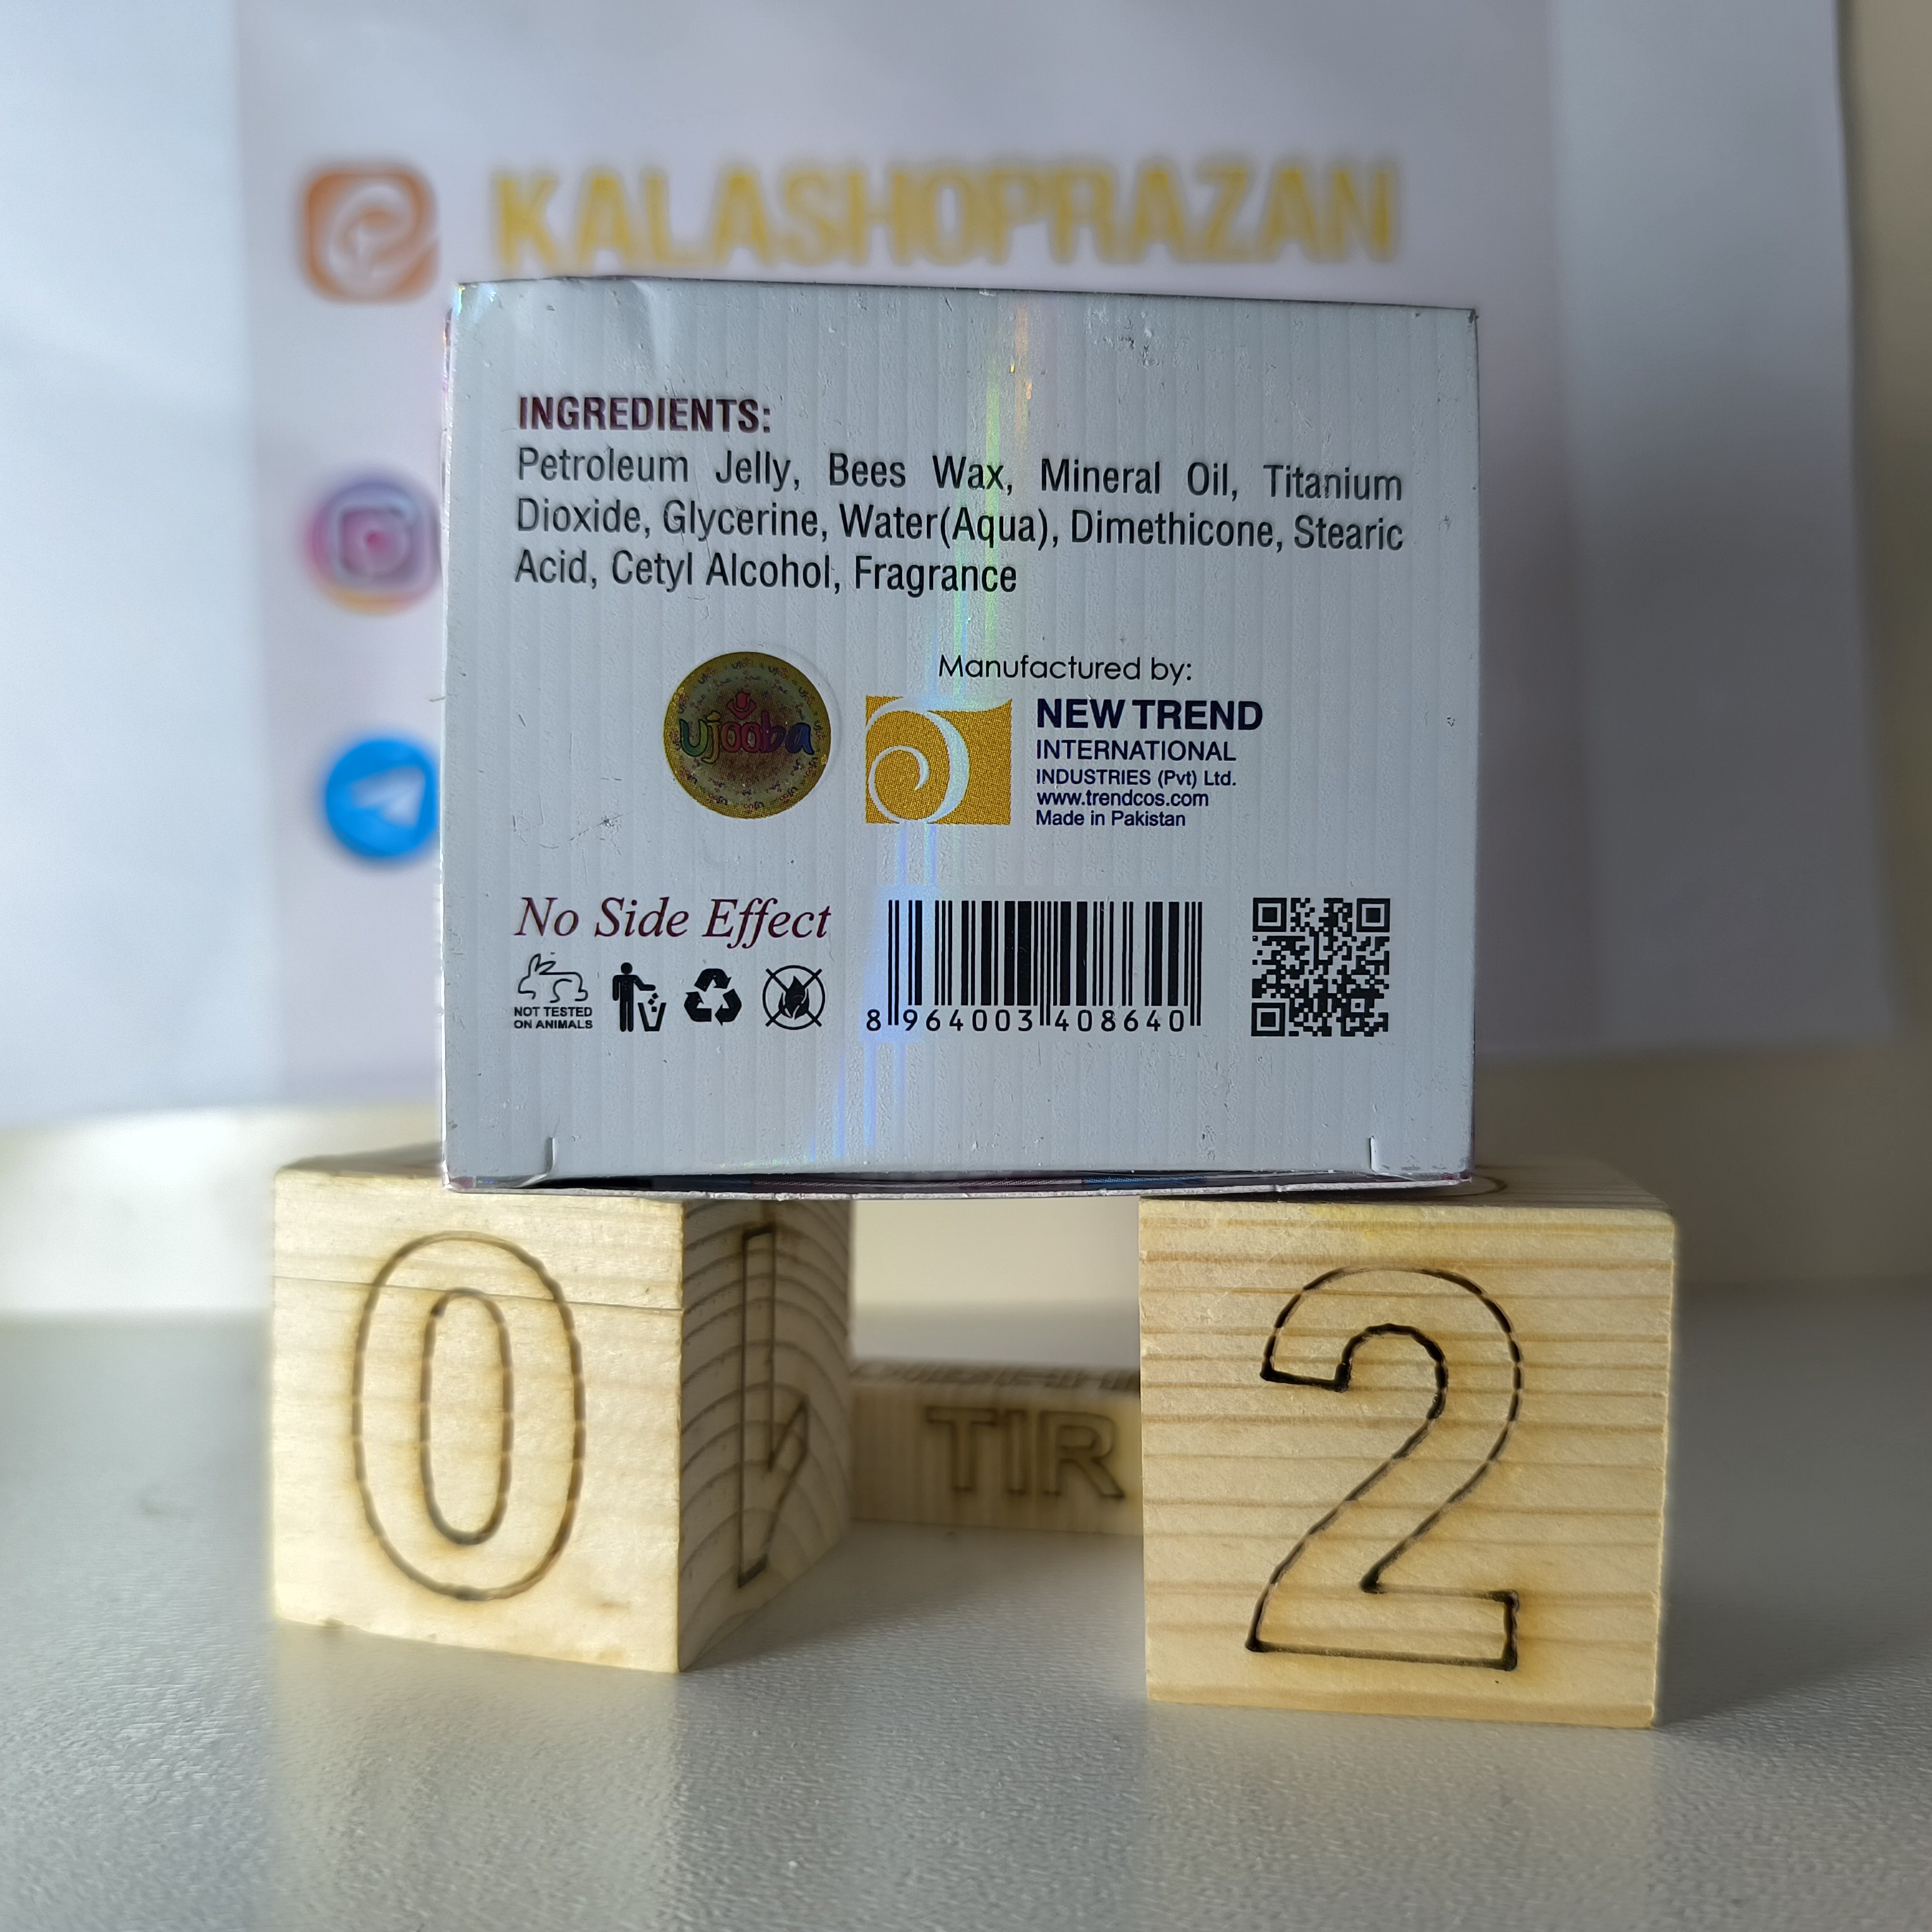 KALASHOPRAZAN
INGREDIENTS:
Petroleum Jelly, Bees Wax, Mineral Oil, Titanium
Dioxide, Glycerine, Water(Aqua), Dimethicone, Stearic
Acid, Cetyl Alcohol, Fragrance
ujooba
Manufactured by:
NEW TREND
INTERNATIONAL
INDUSTRIES (Pvt) Ltd.
www.trendcos.com
Made in Pakistan
No Side Effect
NOT TESTED
ON ANIMALS
8 964003 408640
0
1
TIR
2